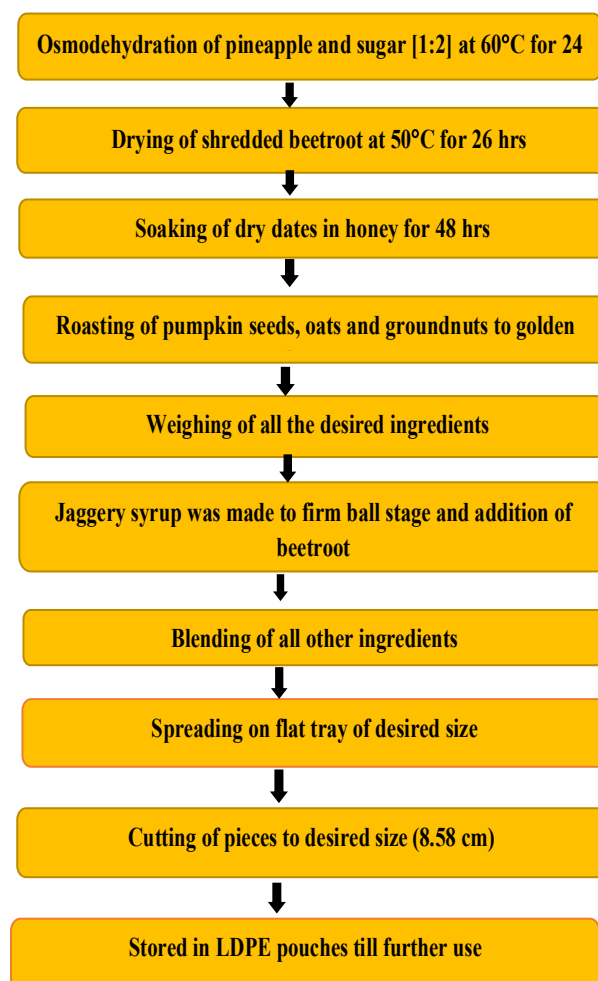 Osmodehydration of pineapple and sugar [1:2] at 60°C for 24
Drying of shredded beetroot at 50°C for 26 hrs
Soaking of dry dates in honey for 48 hrs
Roasting of pumpkin seeds, oats and groundnuts to golden
Weighing of all the desired ingredients
Jaggery syrup was made to firm ball stage and addition of
beetroot
Blending of all other ingredients
Spreading on flat tray of desired size
Cutting of pieces to desired size (8.58 cm)
Stored in LDPE pouches till further use